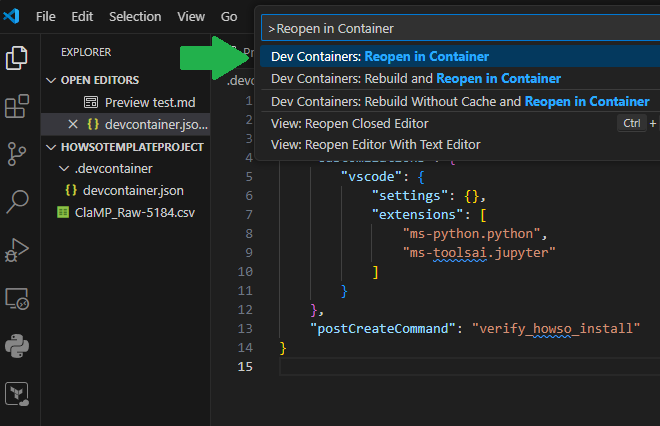 File Edit Selection View Go
>Reopen in Container
EXPLORER
Dev Containers: Reopen in Container
Dev Containers: Rebuild and Reopen in Container
Dev Containers: Rebuild Without Cache and Reopen in Container
View: Reopen Closed Editor Ctrl +
View: Reopen Editor With Text Editor
OPEN EDITORS
Preview test.md
{} devcontainer.jso...
HOWSOTEMPLATEPROJECT
.devcontainer
{} devcontainer.json
ClaMP_Raw-5184.csv
.devc
1
2
3
4
5 "vscode": {
6 "settings": {},
7 "extensions": [
8 "ms-python.python",
9 "ms-toolsai.jupyter"
10 ]
11 }
12 },
13 "postCreateCommand": "verify_howso_install"
14 }
15